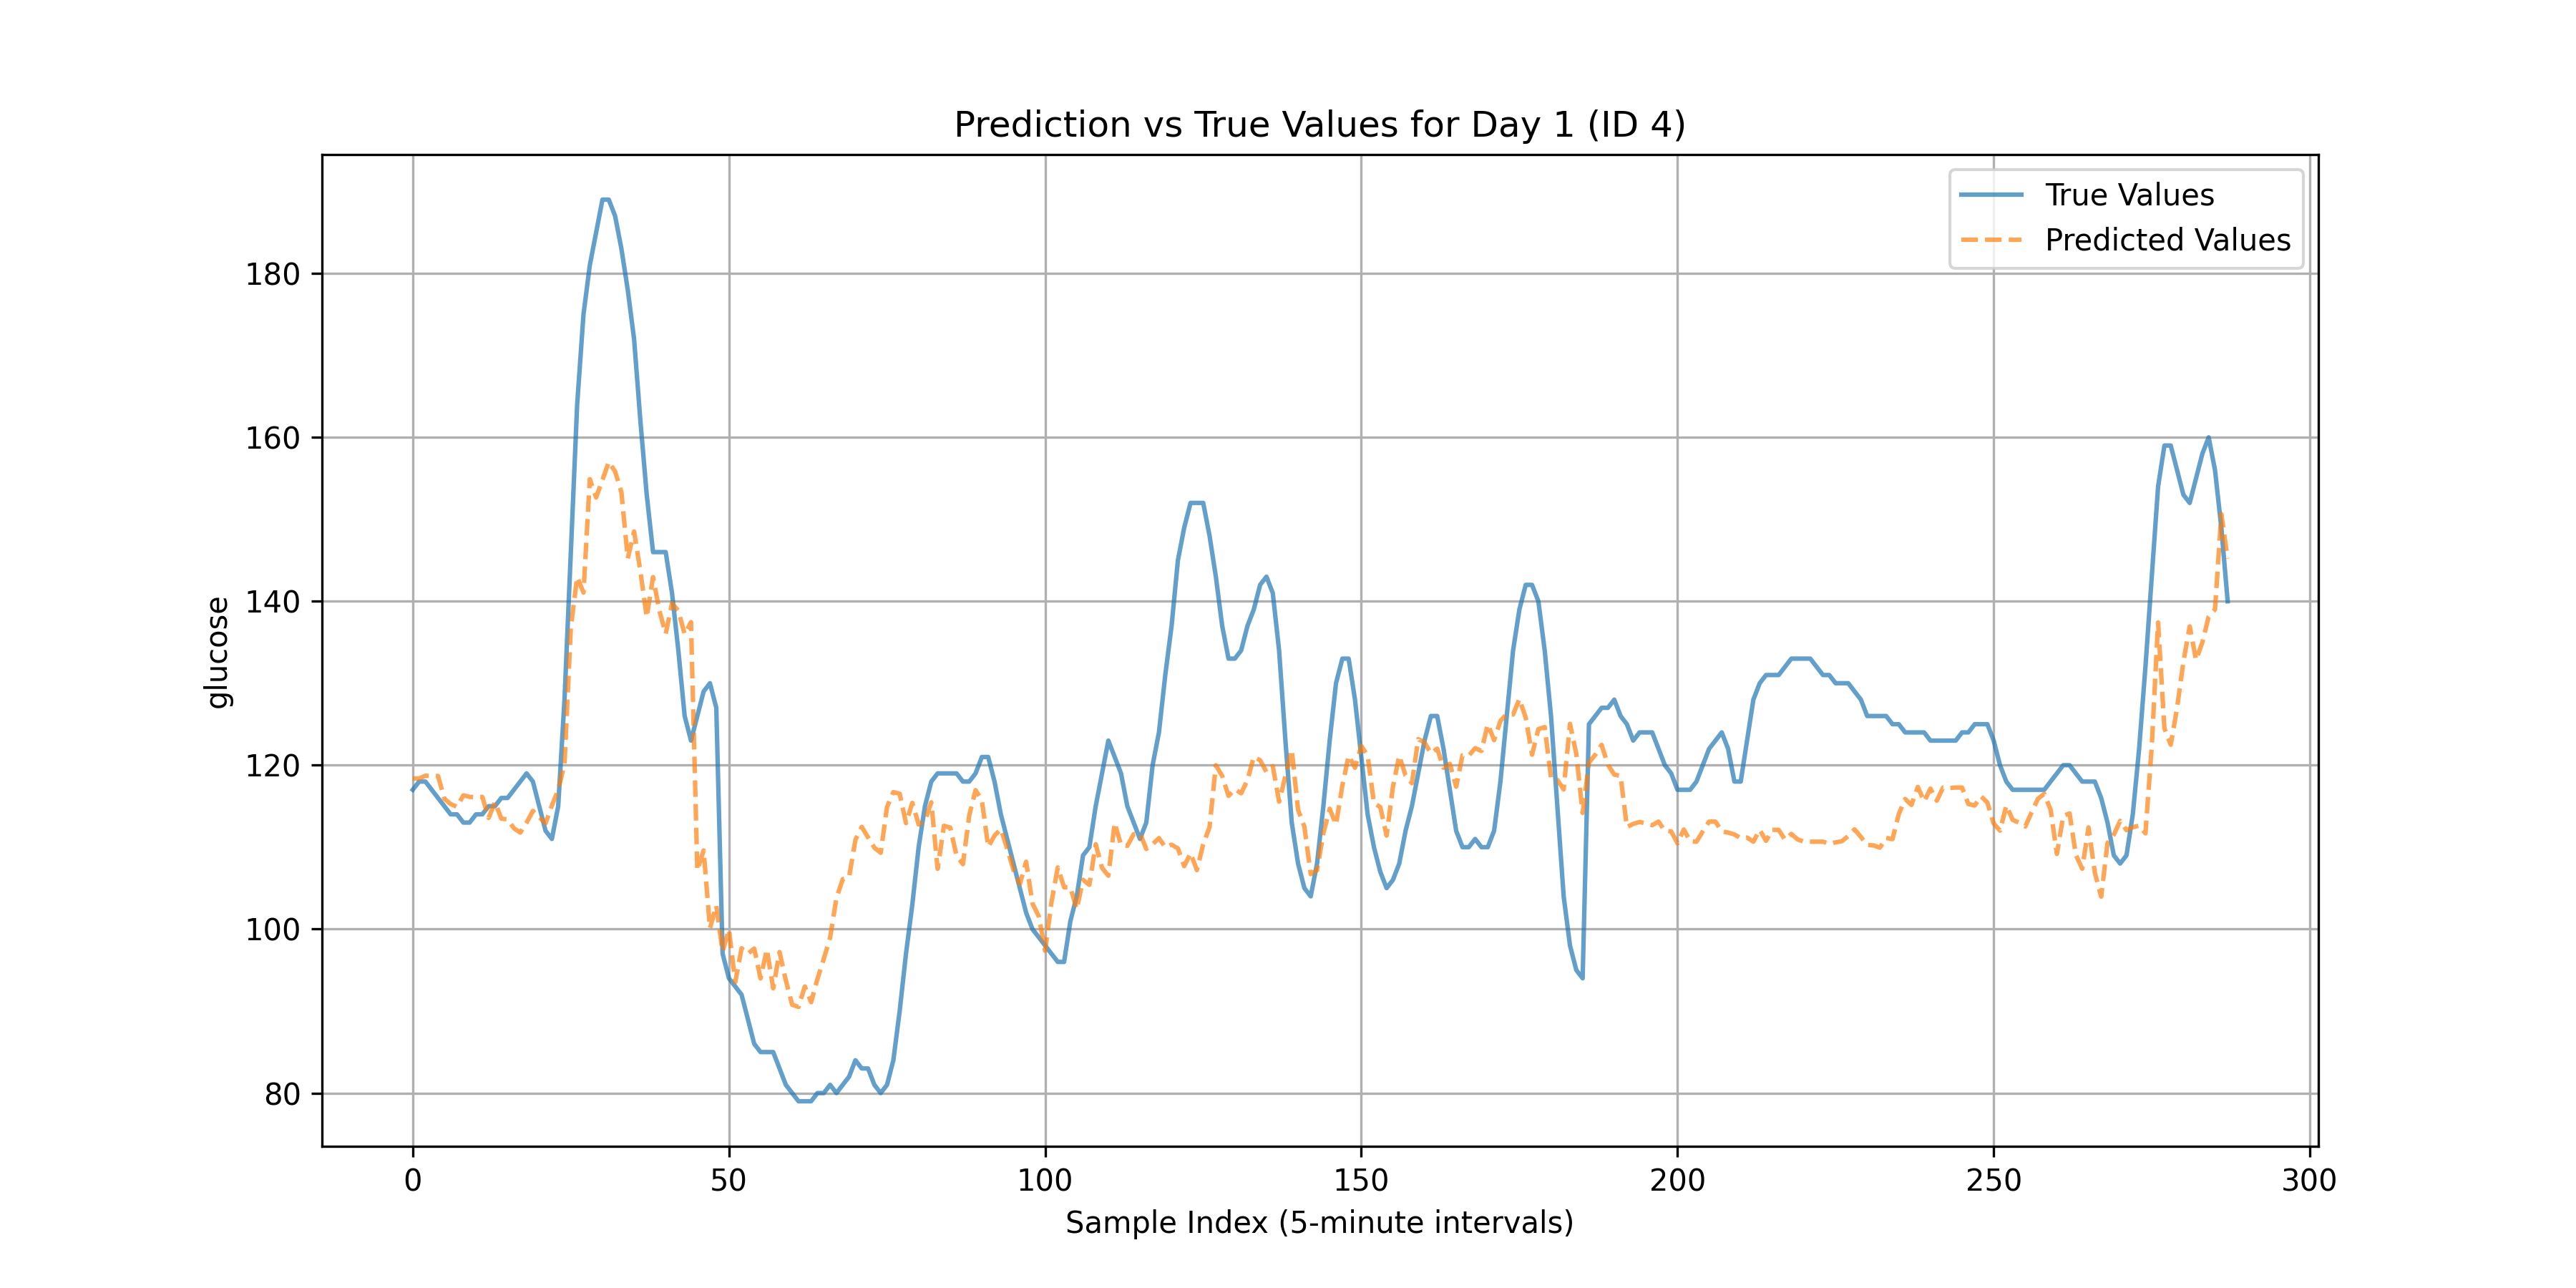 Prediction vs True Values for Day 1 (ID 4)
True Values
Predicted Values
glucose
180
160
140
120
100
80
0 50 100 150 200 250 300
Sample Index (5-minute intervals)